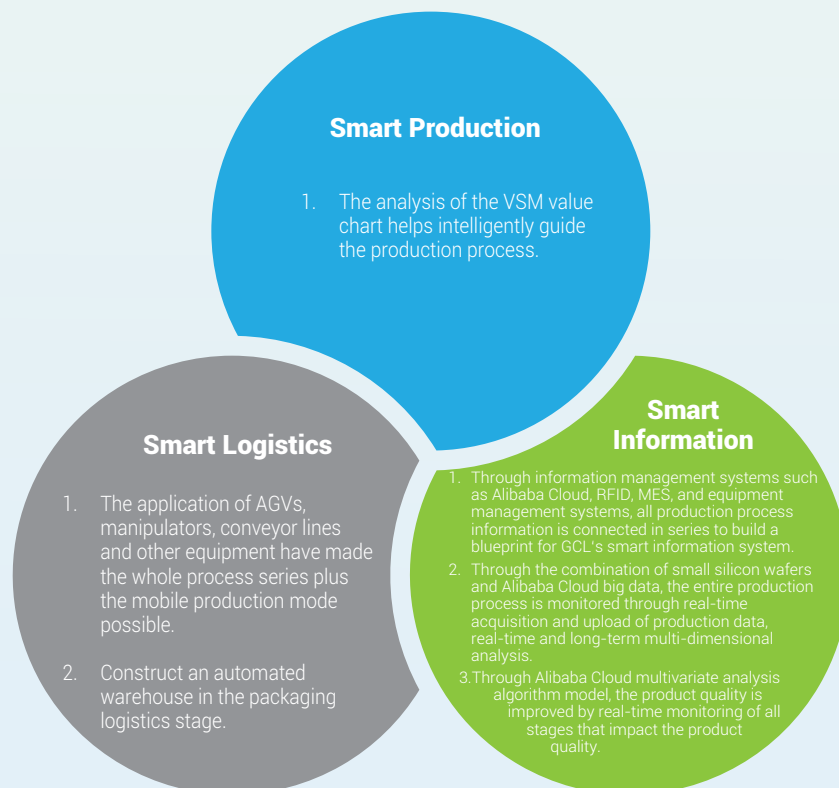 Smart Production
1. The analysis of the VSM value
chart helps intelligently guide
the production process.
Smart Logistics
1. The application of AGVs,
manipulators, conveyor lines
and other equipment have made
the whole process series plus
the mobile production mode
possible.
2. Construct an automated
warehouse in the packaging
logistics stage.
Smart
Information
1. Through information management systems such
as Alibaba Cloud, RFID, MES, and equipment
management systems, all production process
information is connected in series to build a
blueprint for GCL's smart information system.
2. Through the combination of small silicon wafers
and Alibaba Cloud big data, the entire production
process is monitored through real-time
acquisition and upload of production data,
real-time and long-term multi-dimensional
analysis.
3.Through Alibaba Cloud multivariate analysis
algorithm model, the product quality is
improved by real-time monitoring of all
stages that impact the product
quality.